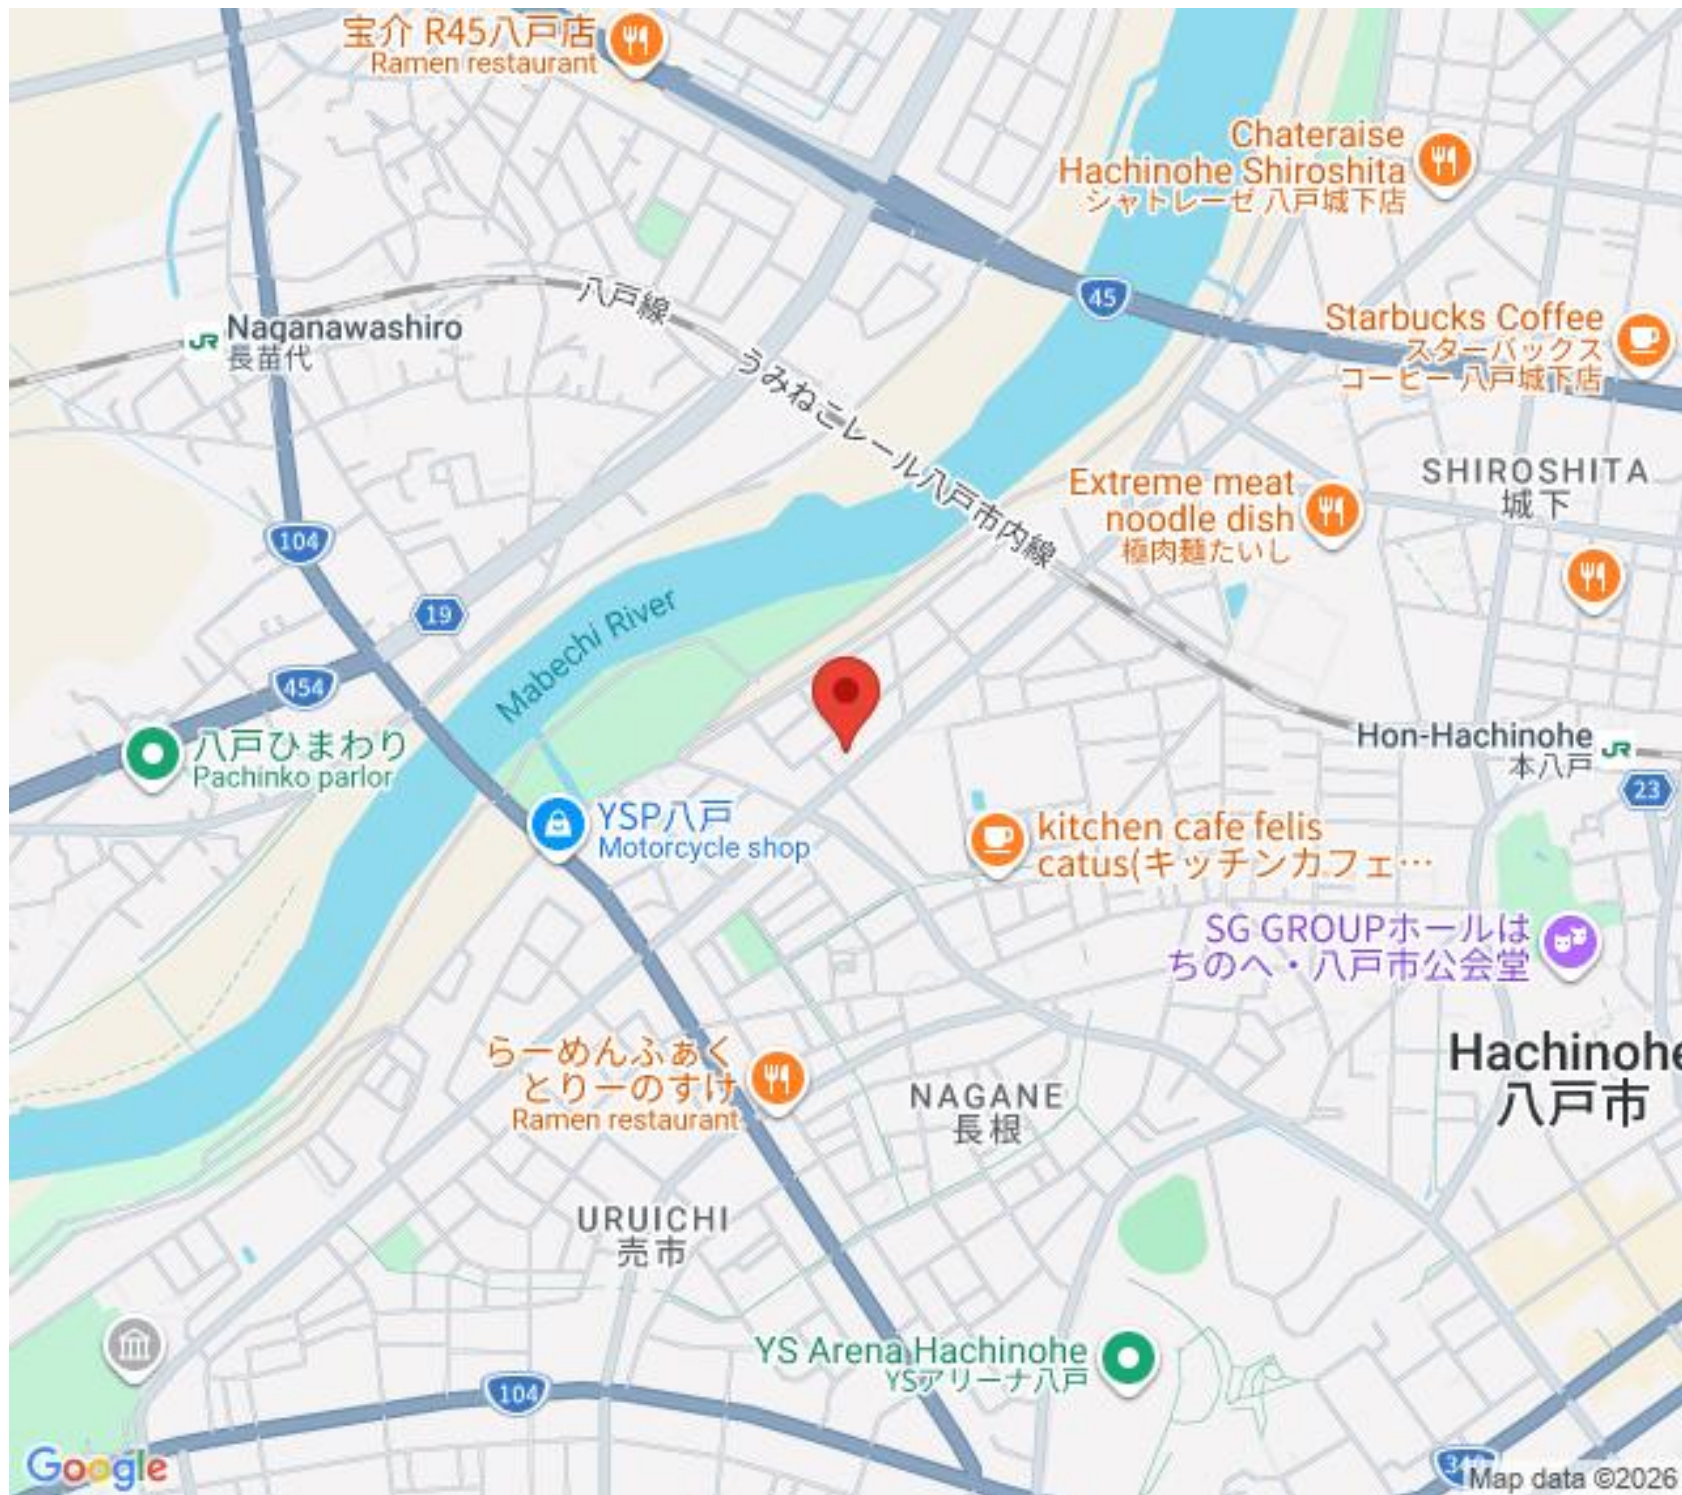 宝介 R45八戸店
Ramen restaurant
Chateraise
Hachinohe Shiroshita
シャトレーゼ 八戸城下店
45
八戸線
Naganawashiro
長苗代
JR
Starbucks Coffee
スターバックス
コーヒー 八戸城下店
うみねこレール八戸市内線
SHIROSHITA
城下
Extreme meat
noodle dish
極肉麺たいし
104
19
Mabechi River
454
八戸ひまわり
Pachinko parlor
Hon-Hachinohe
本八戸
JR
23
YSP八戸
Motorcycle shop
kitchen cafe felis
catus(キッチンカフェ…
SG GROUPホールは
ちのへ・八戸市公会堂
らーめんふぁく
とりーのすけ
Ramen restaurant
NAGANE
長根
Hachinohe
八戸市
URUICHI
売市
YS Arena Hachinohe
YSアリーナ八戸
104
Google
Map data ©2026